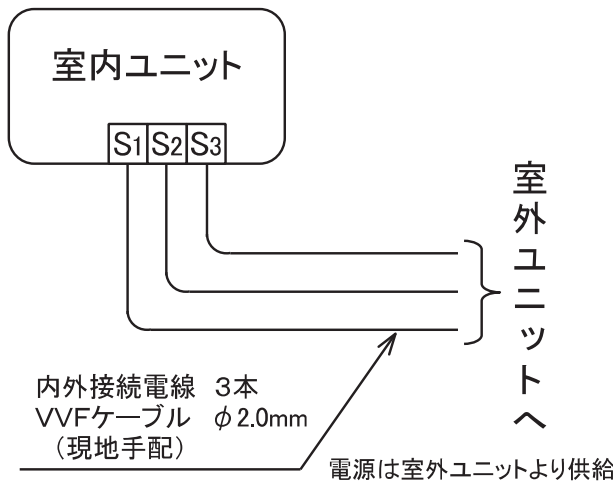 室内ユニット
S1 S2 S3
室外ユニットへ
内外接続電線 3本
VVFケーブル φ2.0mm
(現地手配)
電源は室外ユニットより供給